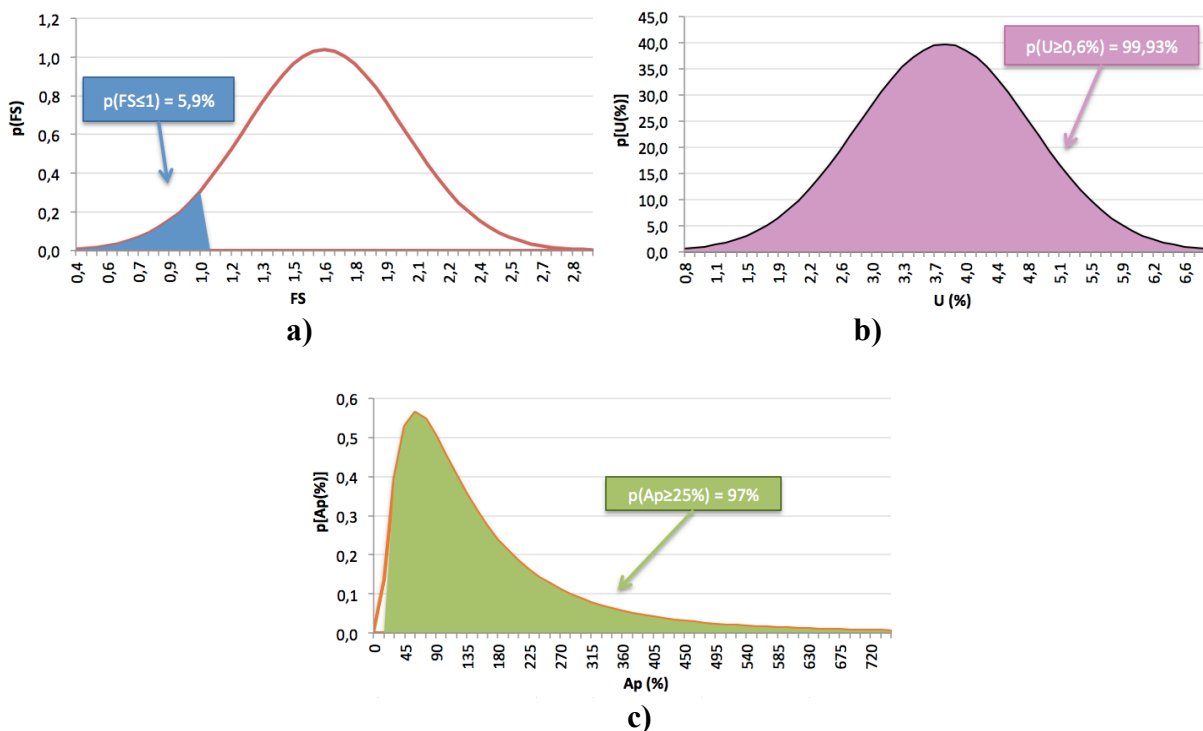 1,2
1,0
0,8
0,6
0,4
0,2
0,0
p(FS)
p(FS≤1) = 5,9%
0,4 0,6 0,7 0,9 1,0 1,2 1,3 1,5 1,6 1,8 1,9 2,1 2,2 2,4 2,5 2,7 2,8
FS
a)
45,0
40,0
35,0
30,0
25,0
20,0
15,0
10,0
5,0
0,0
p[U(%)]
p(U≥0,6%) = 99,93%
0,8 1,1 1,5 1,9 2,2 2,6 3,0 3,3 3,7 4,0 4,4 4,8 5,1 5,5 5,9 6,2 6,6
U (%)
b)
0,6
0,5
0,4
0,3
0,2
0,1
0,0
p[Ap(%)]
p(Ap≥25%) = 97%
0 45 90 135 180 225 270 315 360 405 450 495 540 585 630 675 720
Ap (%)
c)